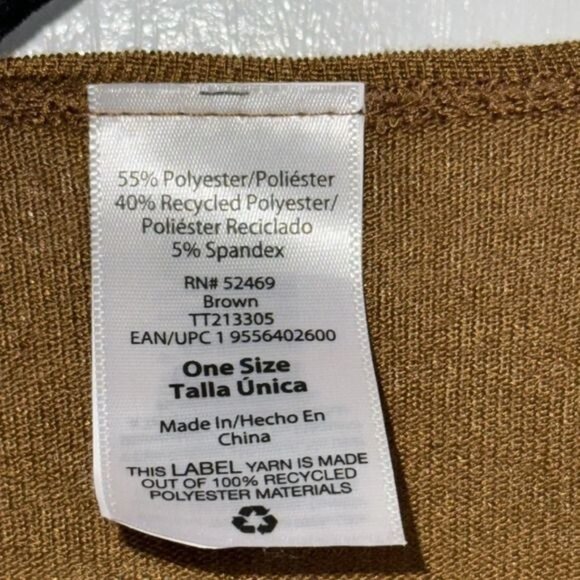 55% Polyester/Poliéster
40% Recycled Polyester/
Poliéster Reciclado
5% Spandex
RN# 52469
Brown
TT213305
EAN/UPC 1 9556402600
One Size
Talla Única
Made In/Hecho En
China
THIS LABEL YARN IS MADE
OUT OF 100% RECYCLED
POLYESTER MATERIALS